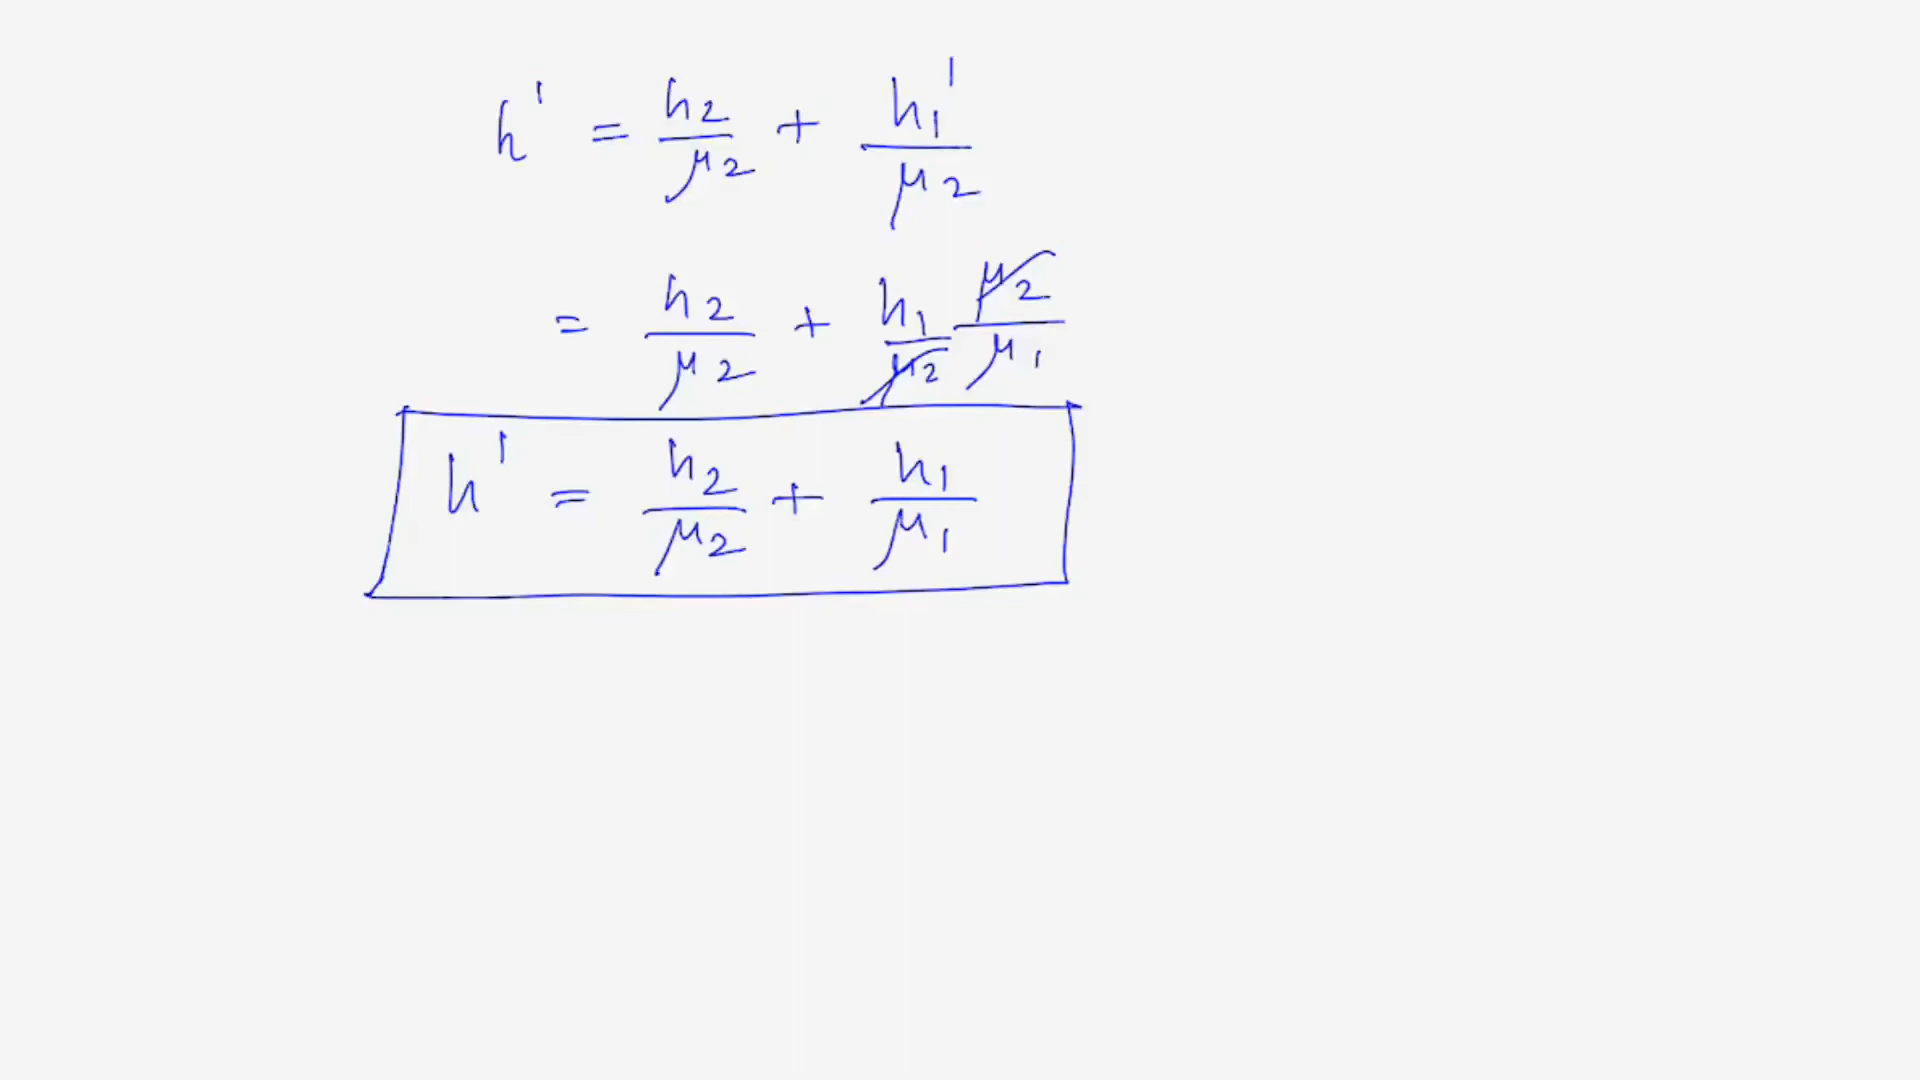 h' = h2/μ2 + h1'/μ2
= h2/μ2 + h1/μ2 μ2/μ1
h' = h2/μ2 + h1/μ1